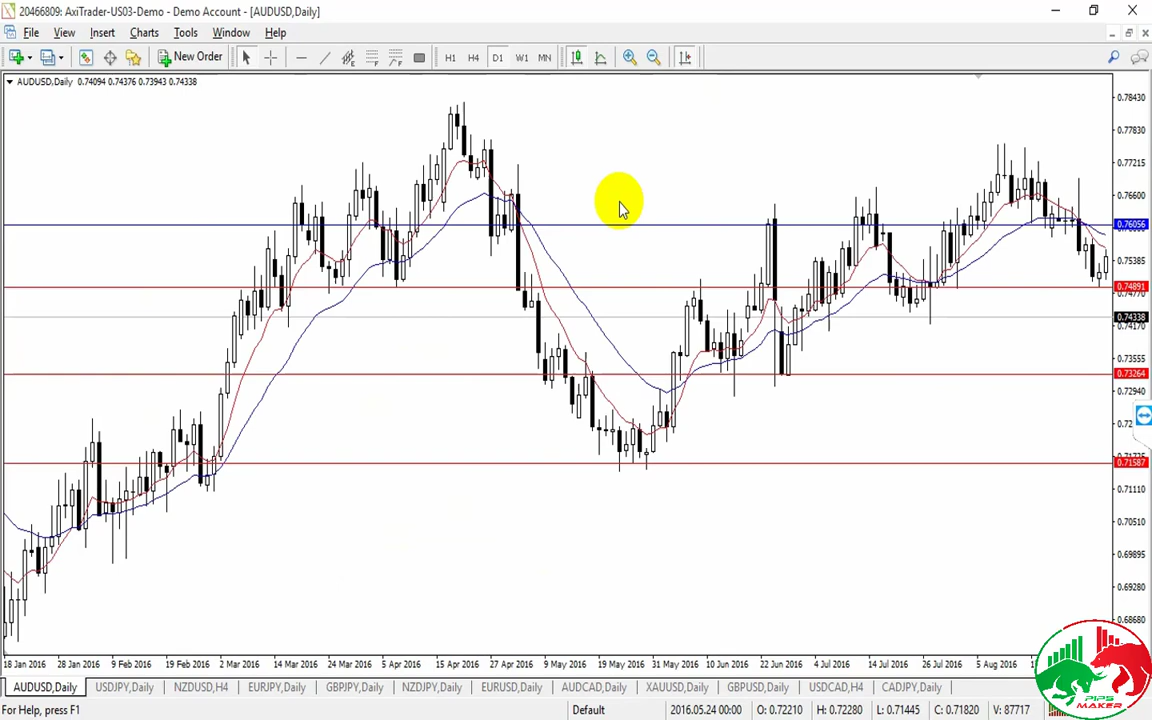 20466809: AxiTrader-US03-Demo - Demo Account - [AUDUSD,Daily]
File View Insert Charts Tools Window Help
New Order H1 H4 D1 W1 MN
AUDUSD,Daily 0.74094 0.74376 0.73943 0.74338
0.78430
0.77830
0.77215
0.76600
0.76056
0.75385
0.74891
0.74770
0.74338
0.74170
0.73555
0.73264
0.72940
0.71587
0.71110
0.70510
0.69895
0.69280
0.68680
18 Jan 2016 28 Jan 2016 9 Feb 2016 19 Feb 2016 2 Mar 2016 14 Mar 2016 24 Mar 2016 5 Apr 2016 15 Apr 2016 27 Apr 2016 9 May 2016 19 May 2016 31 May 2016 10 Jun 2016 22 Jun 2016 4 Jul 2016 14 Jul 2016 26 Jul 2016 5 Aug 2016
AUDUSD,Daily USDJPY,Daily NZDUSD,H4 EURJPY,Daily GBPJPY,Daily NZDJPY,Daily EURUSD,Daily AUDCAD,Daily XAUUSD,Daily GBPUSD,Daily USDCAD,H4 CADJPY,Daily
PIPS
MAKER
For Help, press F1 Default 2016.05.24 00:00 O: 0.72210 H: 0.72280 L: 0.71445 C: 0.71820 V: 87717